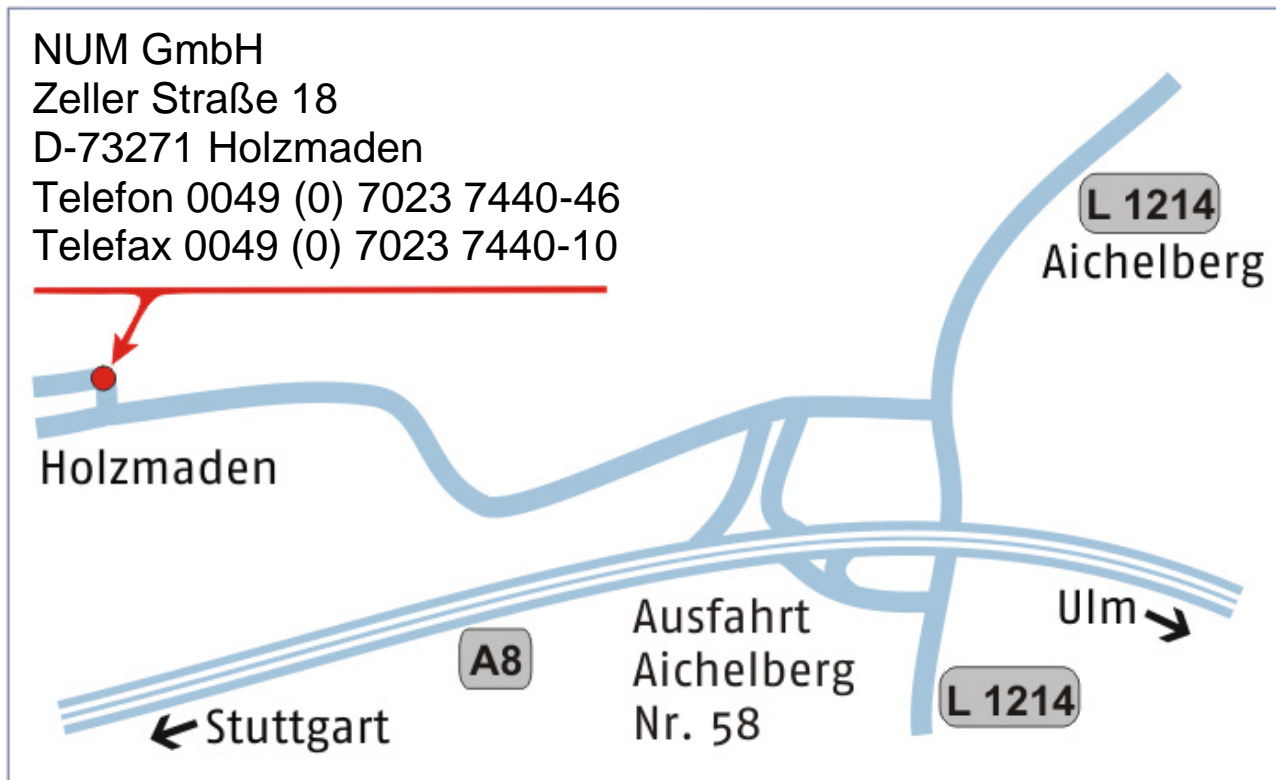 NUM GmbH
Zeller Straße 18
D-73271 Holzmaden
Telefon 0049 (0) 7023 7440-46
Telefax 0049 (0) 7023 7440-10
L 1214
Aichelberg
Holzmaden
Ausfahrt
Aichelberg
Nr. 58
Ulm
A8
L 1214
Stuttgart